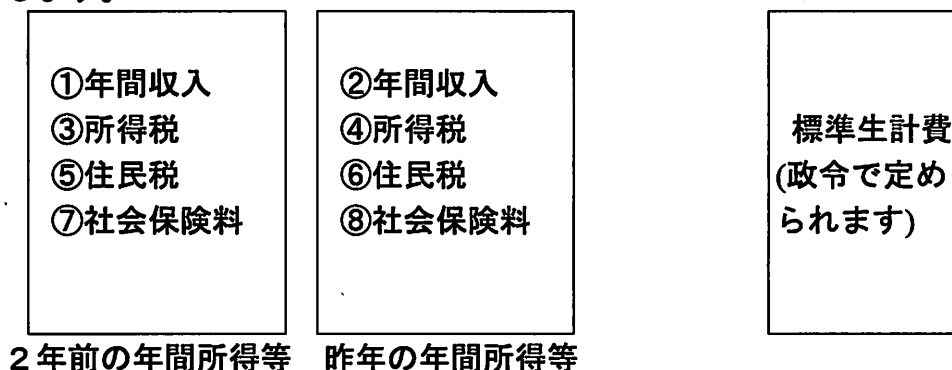 ①年間収入
③所得税
⑤住民税
⑦社会保険料
2年前の年間所得等
②年間収入
④所得税
⑥住民税
⑧社会保険料
昨年の年間所得等
標準生計費
(政令で定め
られます)